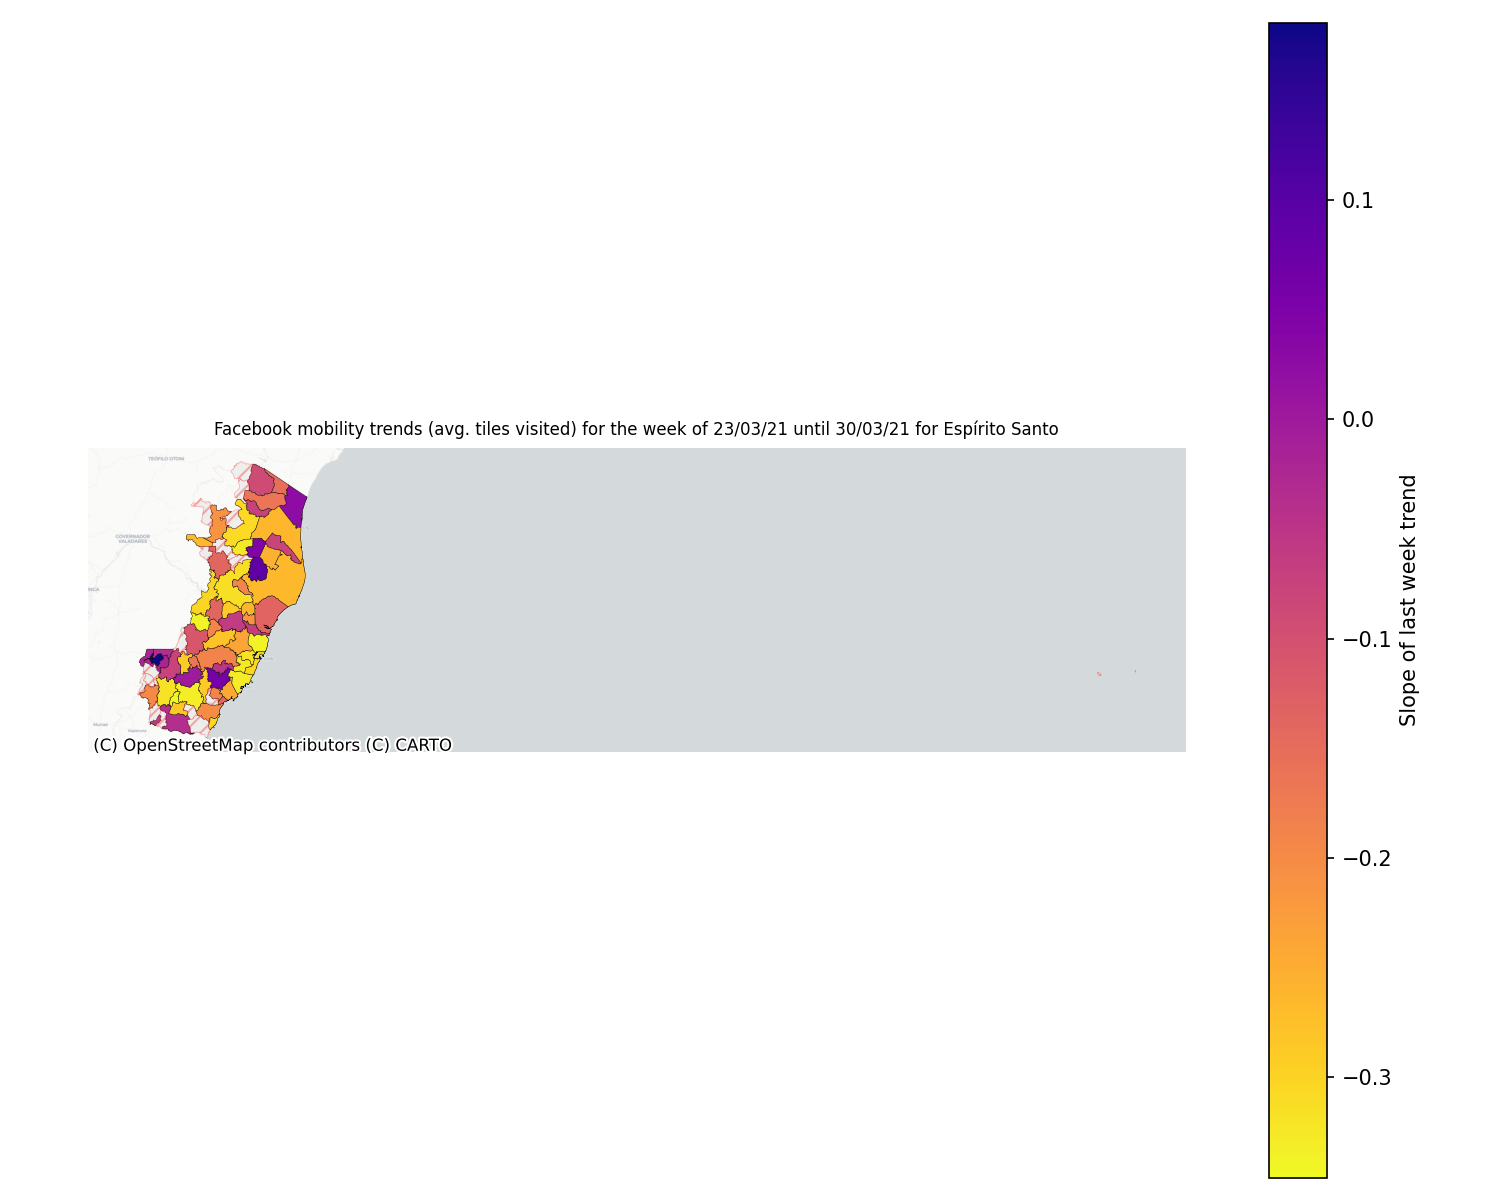 Facebook mobility trends (avg. tiles visited) for the week of 23/03/21 until 30/03/21 for Espírito Santo
TEÓFILO OTONI
GOVERNADOR
VALADARES
(C) OpenStreetMap contributors (C) CARTO
0.1
0.0
−0.1
−0.2
−0.3
Slope of last week trend